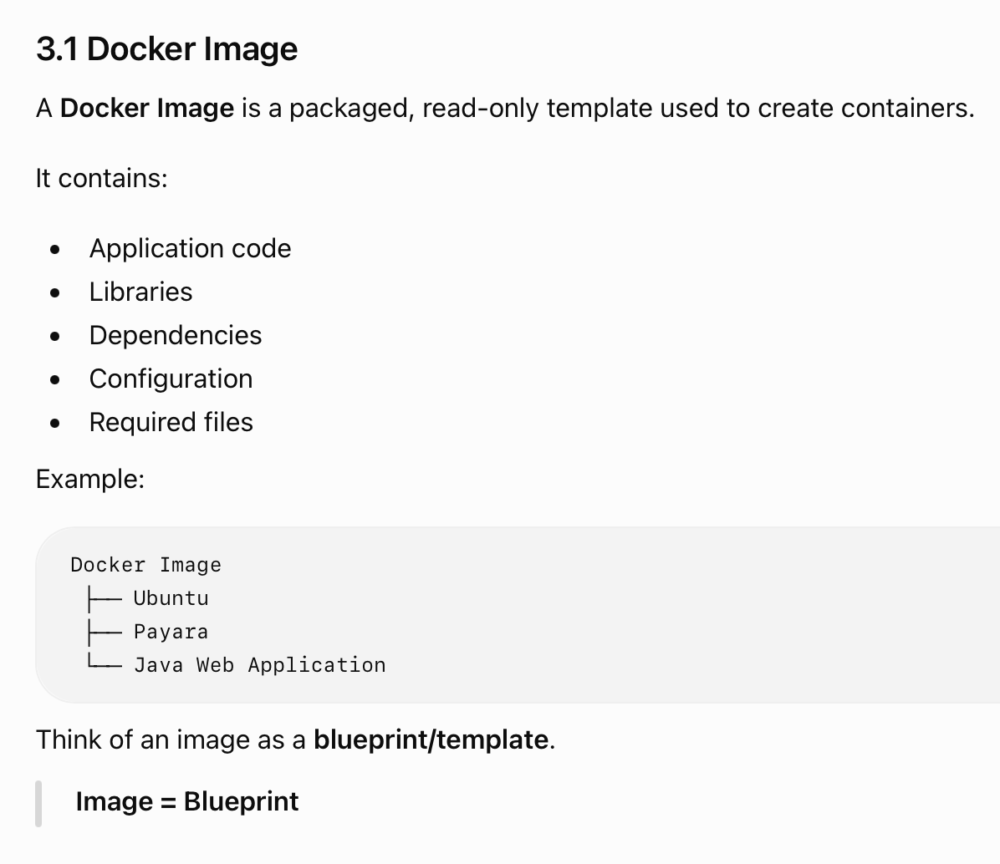 3.1 Docker Image
A Docker Image is a packaged, read-only template used to create containers.
It contains:
• Application code
• Libraries
• Dependencies
• Configuration
• Required files
Example:
Docker Image
├── Ubuntu
├── Payara
└── Java Web Application
Think of an image as a blueprint/template.
Image = Blueprint